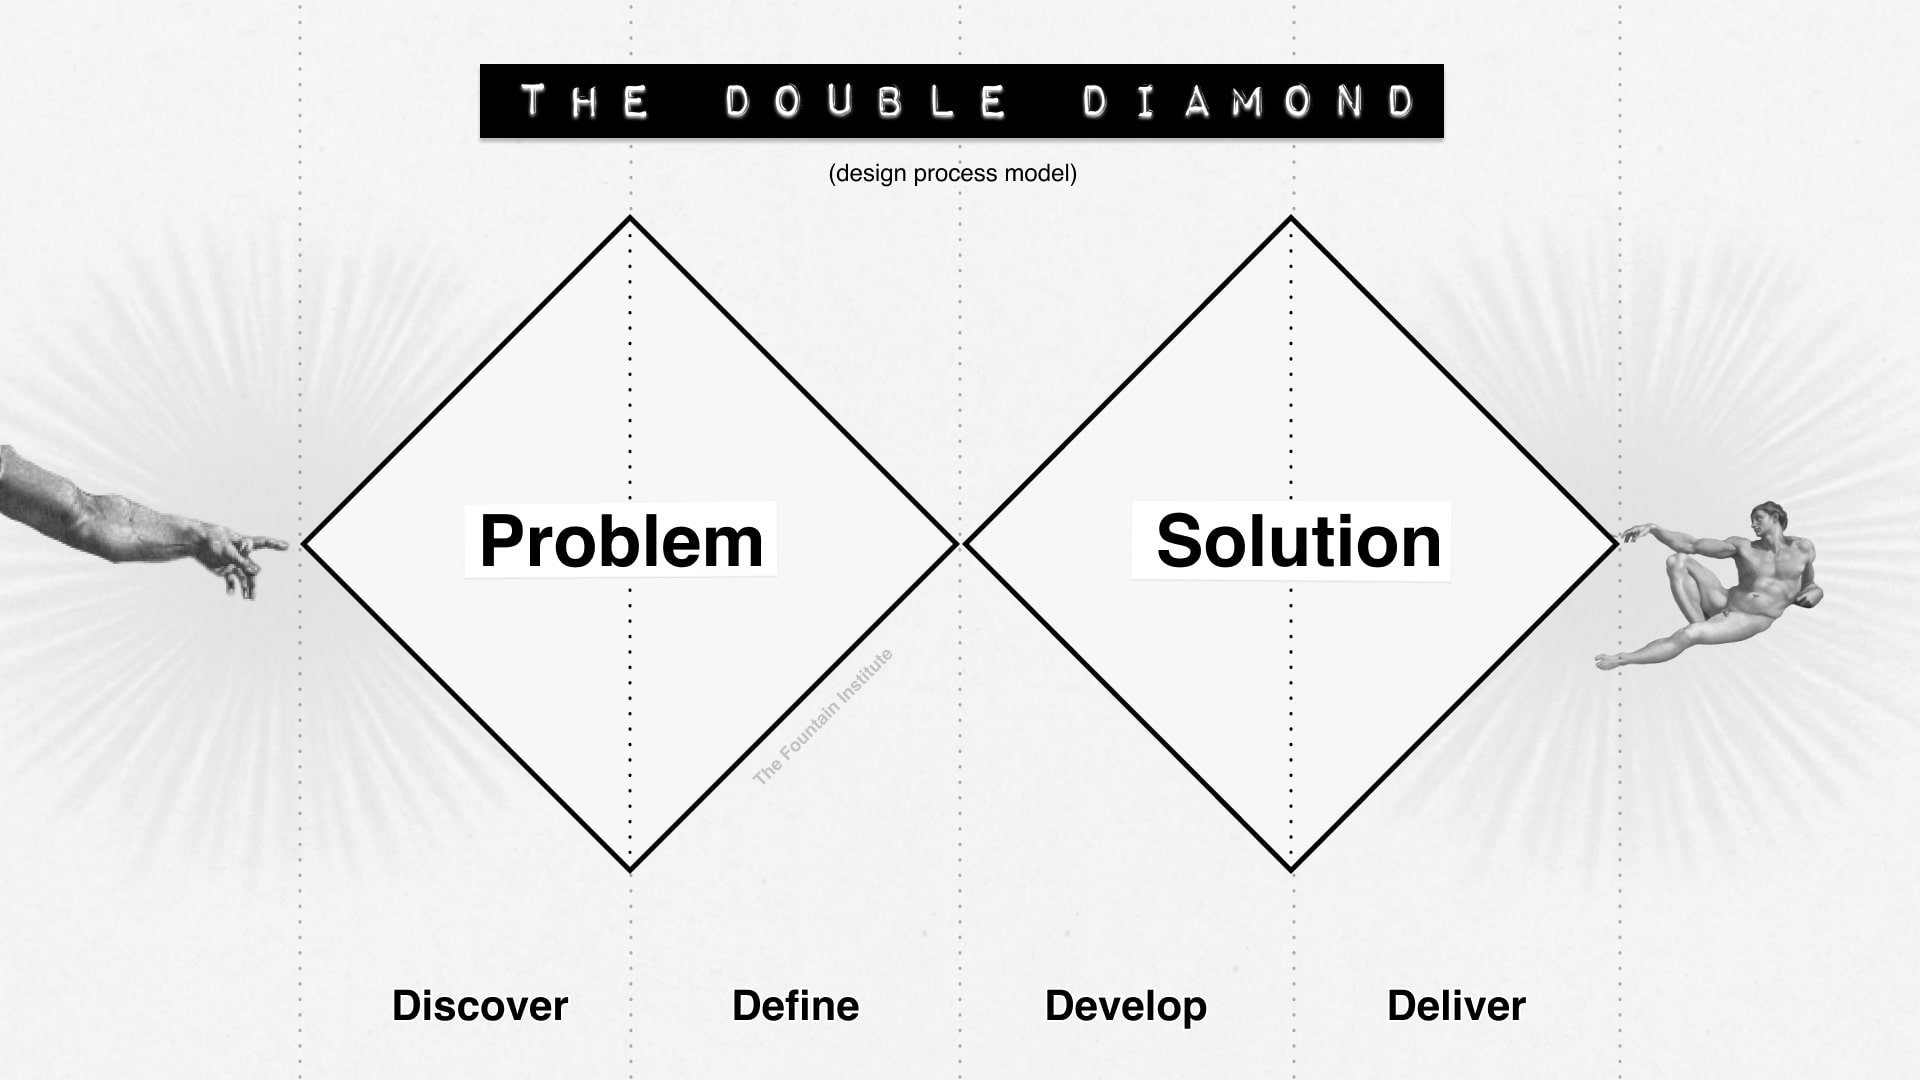 THE DOUBLE DIAMOND
(design process model)
Problem
Solution
The Fountain Institute
Discover
Define
Develop
Deliver